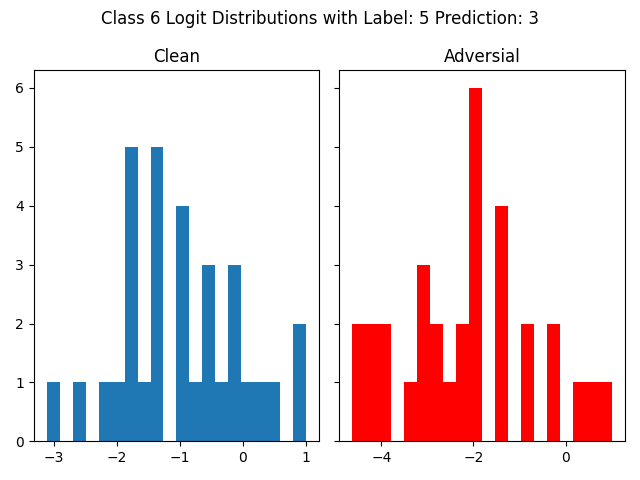 Class 6 Logit Distributions with Label: 5 Prediction: 3
Clean
Adversial
6
5
4
3
2
1
0
−3 −2 −1 0 1
−4 −2 0